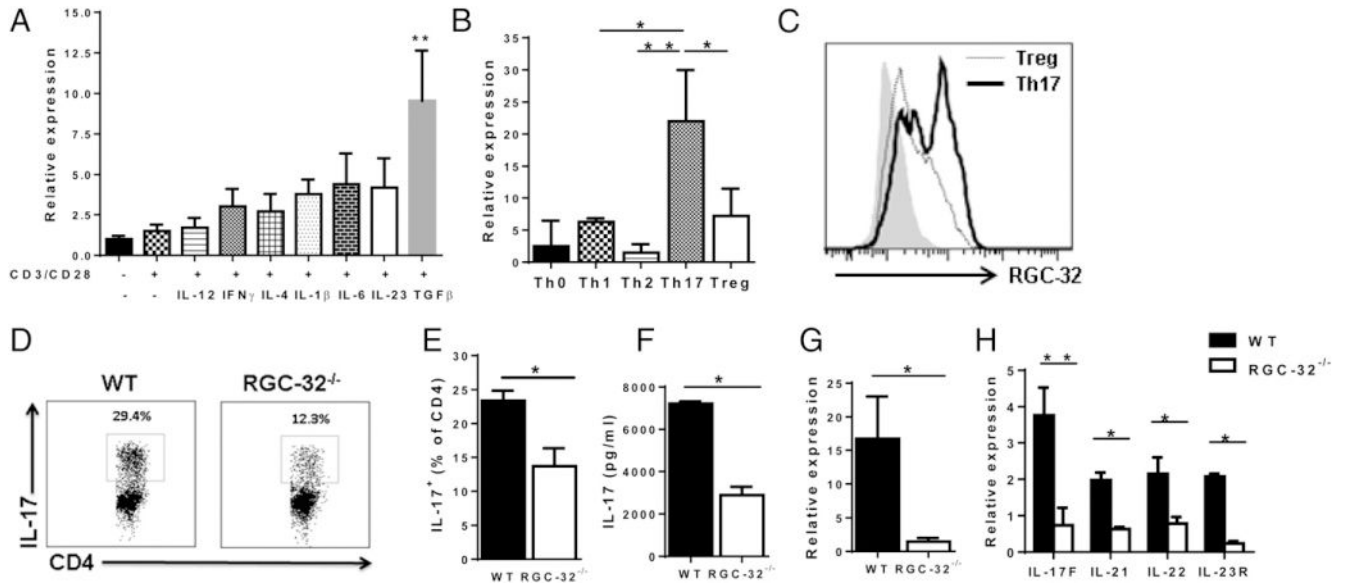 A
Relative expression
15.0
12.5
10.0
7.5
5.0
2.5
0.0
**
CD3/CD28 - + + + + + + + +
- - IL-12 IFNγ IL-4 IL-1β IL-6 IL-23 TGFβ
B
Relative expression
35
30
25
20
15
10
5
0
*
** *
Th0 Th1 Th2 Th17 Treg
C
Treg
Th17
RGC-32
D
WT RGC-32-/-
29.4% 12.3%
IL-17
CD4
E
IL-17+ (% of CD4)
30
25
20
15
10
5
0
*
WT RGC-32-/-
F
IL-17 (pg/ml)
8000
6000
4000
2000
0
*
WT RGC-32-/-
G
Relative expression
25
20
15
10
5
0
*
WT RGC-32-/-
H
WT
RGC-32-/-
Relative expression
5
4
3
2
1
0
**
* * *
IL-17F IL-21 IL-22 IL-23R